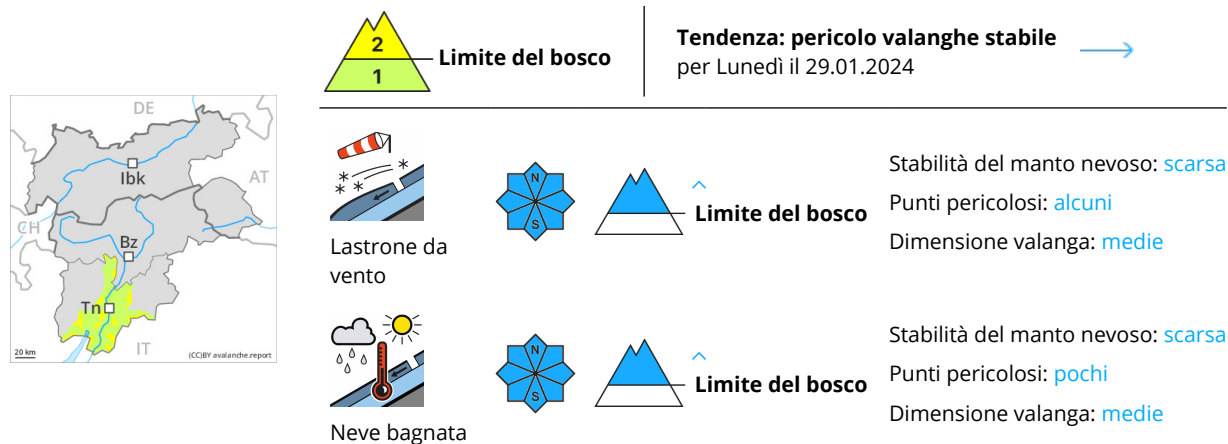 2
1
Limite del bosco
Tendenza: pericolo valanghe stabile
per Lunedì il 29.01.2024
DE
AT
CH
IT
Ibk
Bz
Tn
20 km
(CC)BY avalanche.report
Lastrone da
vento
N
S
Limite del bosco
Stabilità del manto nevoso: scarsa
Punti pericolosi: alcuni
Dimensione valanga: medie
Neve bagnata
N
S
Limite del bosco
Stabilità del manto nevoso: scarsa
Punti pericolosi: pochi
Dimensione valanga: medie